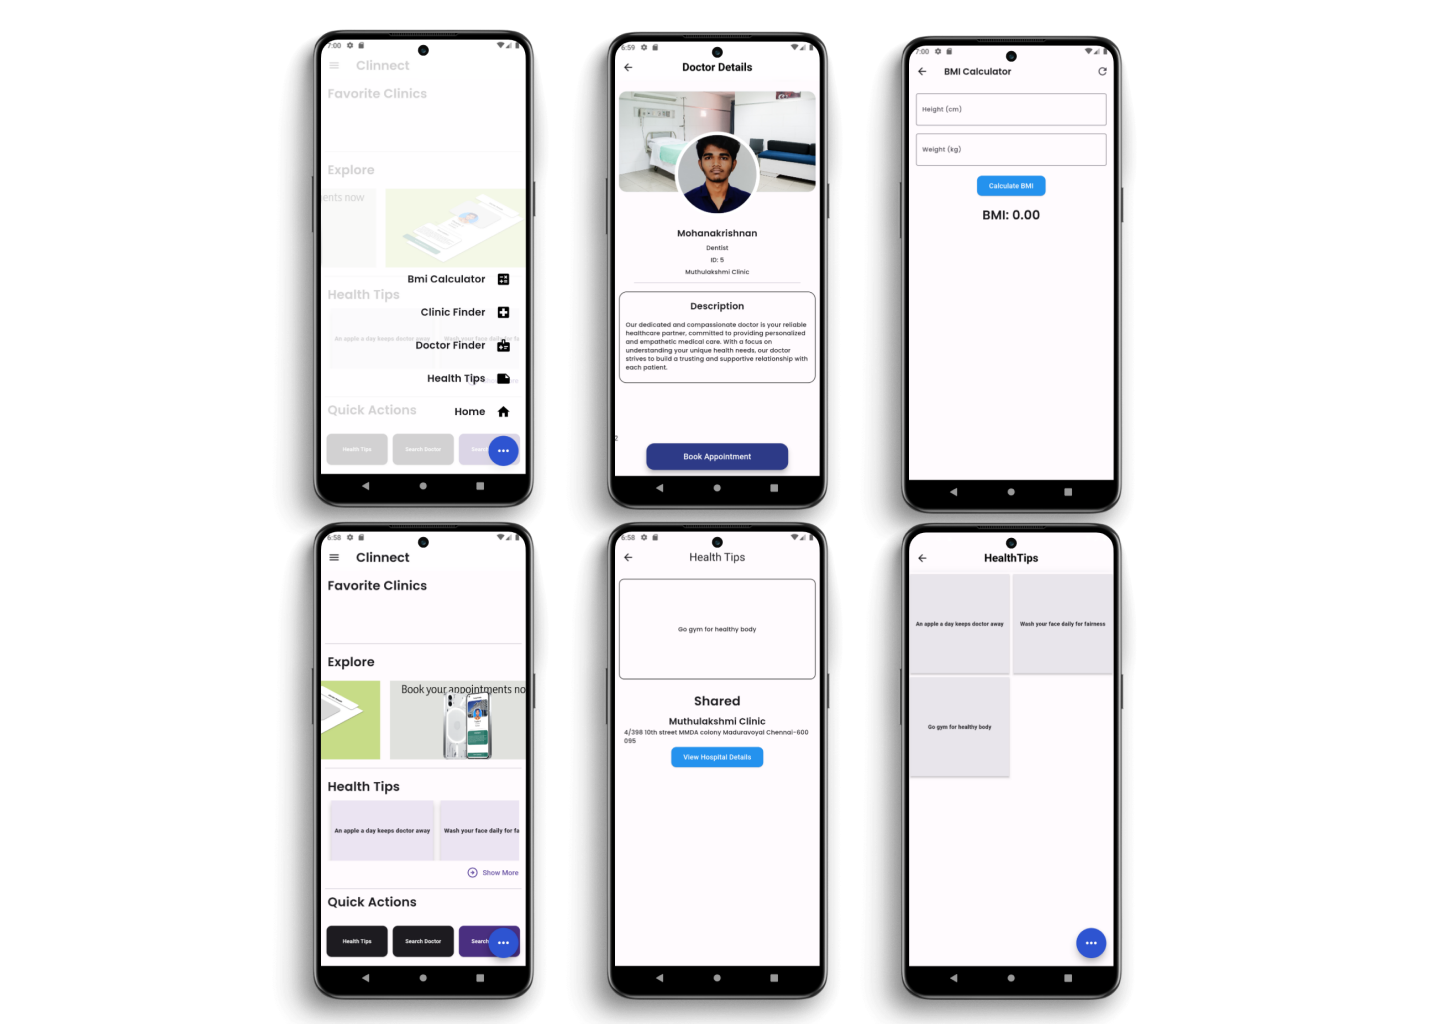 7:00
Clinnect
Favorite Clinics
Explore
ents now
Bmi Calculator
Health Tips
Clinic Finder
An apple a day keeps doctor away
Wash your face daily for fa
Doctor Finder
Health Tips
Quick Actions
Home
Health Tips
Search Doctor
Search
6:59
Doctor Details
Mohanakrishnan
Dentist
ID: 5
Muthulakshmi Clinic
Description
Our dedicated and compassionate doctor is your reliable
healthcare partner, committed to providing personalized
and empathetic medical care. With a focus on
understanding your unique health needs, our doctor
strives to build a trusting and supportive relationship with
each patient.
2
Book Appointment
7:00
BMI Calculator
Height (cm)
Weight (kg)
Calculate BMI
BMI: 0.00
6:58
Clinnect
Favorite Clinics
Explore
Book your appointments no
Health Tips
An apple a day keeps doctor away
Wash your face daily for fa
Show More
Quick Actions
Health Tips
Search Doctor
Search
6:58
Health Tips
Go gym for healthy body
Shared
Muthulakshmi Clinic
4/398 10th street MMDA colony Maduravoyal Chennai-600
095
View Hospital Details
HealthTips
An apple a day keeps doctor away
Wash your face daily for fairness
Go gym for healthy body